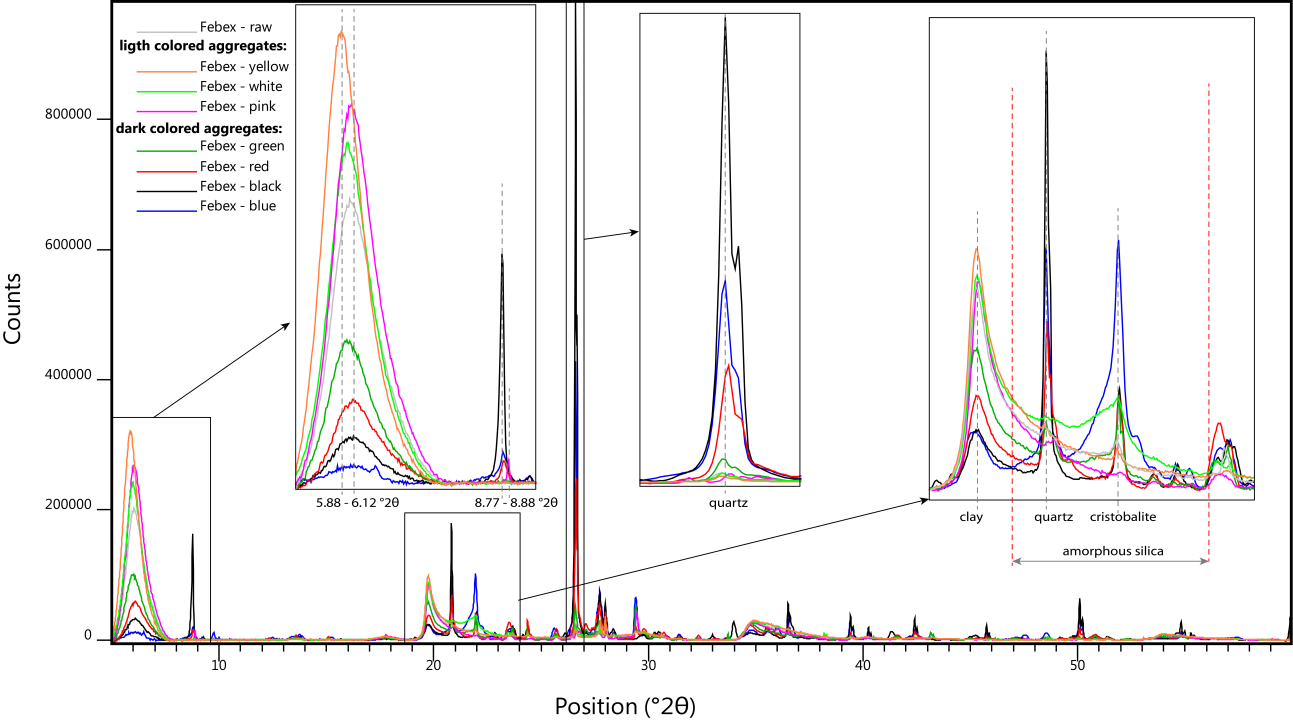 Febex - raw
ligth colored aggregates:
Febex - yellow
Febex - white
Febex - pink
dark colored aggregates:
Febex - green
Febex - red
Febex - black
Febex - blue
800000
600000
400000
200000
0
Counts
5.88 - 6.12 °2θ
8,77 - 8.88 °2θ
quartz
clay
quartz
cristobalite
amorphous silica
10
20
30
40
50
Position (°2θ)